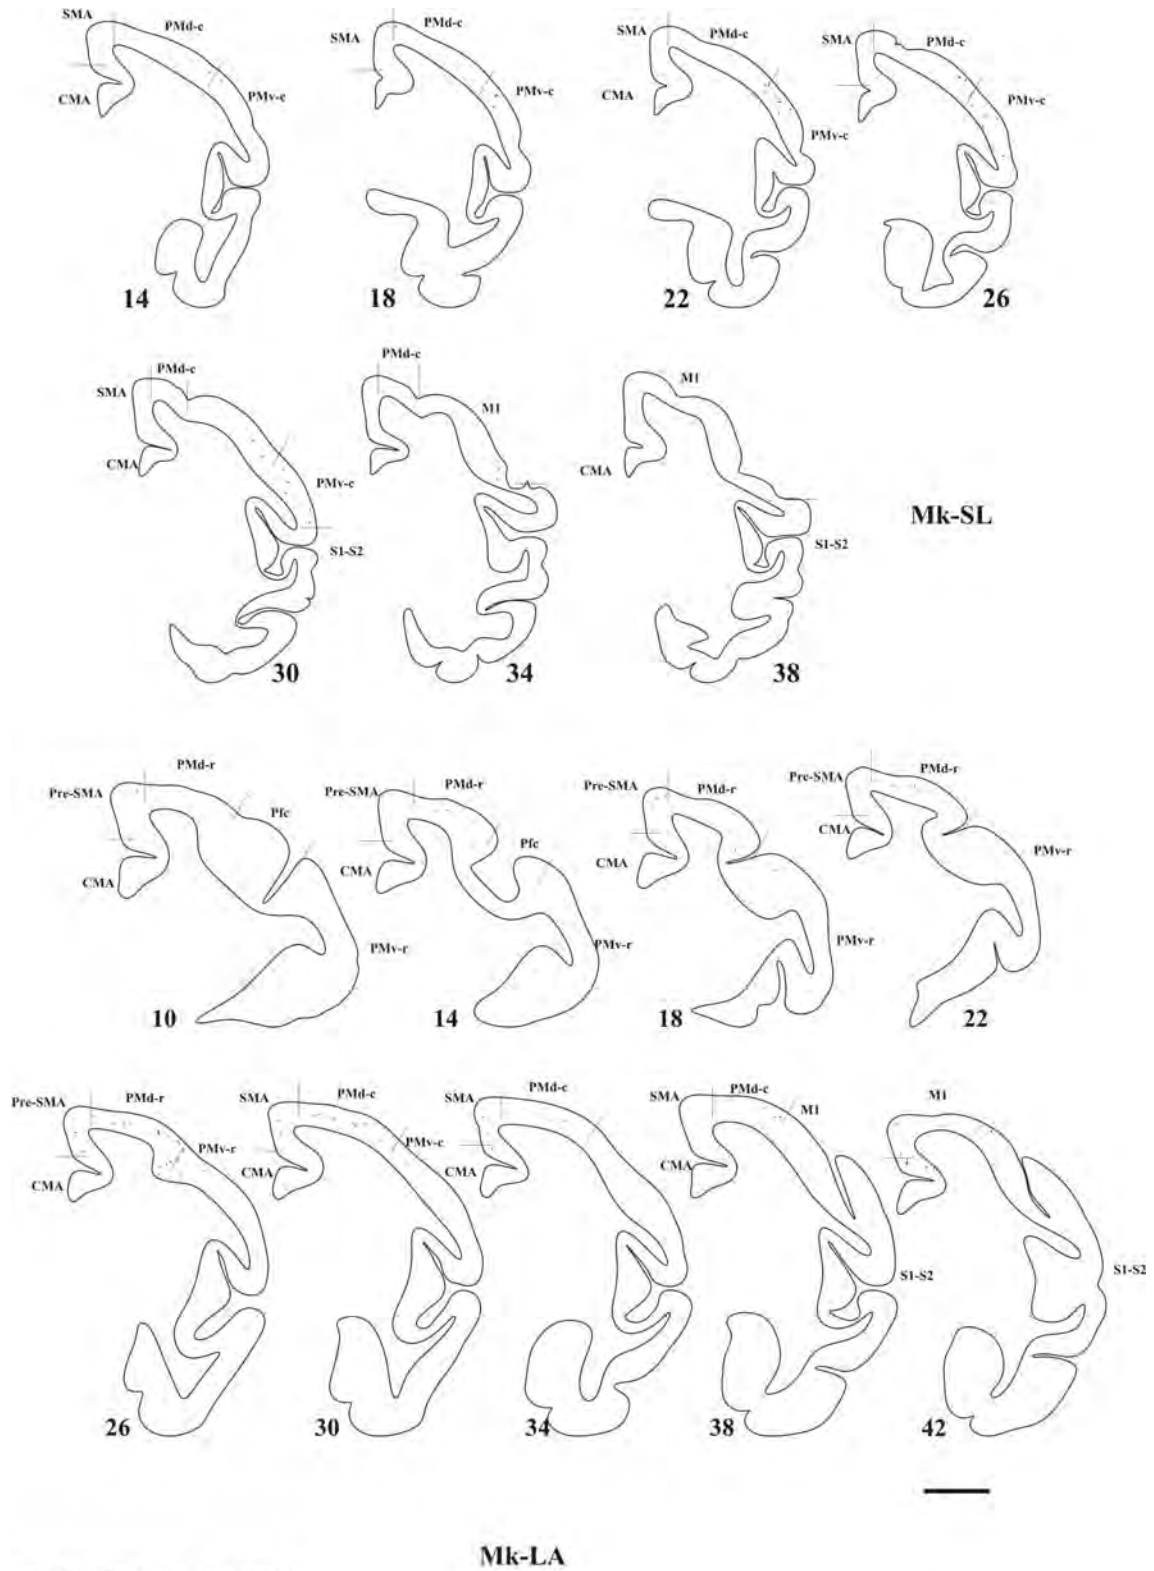 SMA PMd-c
CMA PMv-c
14
SMA PMd-c
PMv-c
18
SMA PMd-c
CMA
PMv-c
22
SMA PMd-c
PMv-c
26
PMd-c
SMA
CMA
PMv-c
S1-S2
30
PMd-c
M1
34
M1
CMA
S1-S2
38
Mk-SL
PMd-r
Pre-SMA
Pfc
CMA
PMv-r
10
PMd-r
Pre-SMA
Pfc
CMA
PMv-r
14
Pre-SMA PMd-r
CMA
PMv-r
18
PMd-r
Pre-SMA
CMA
PMv-r
22
Pre-SMA PMd-r
PMv-r
CMA
26
SMA PMd-c
PMv-c
CMA
30
SMA PMd-c
CMA
34
SMA PMd-c
M1
CMA
S1-S2
38
M1
CMA
S1-S2
42
Mk-LA